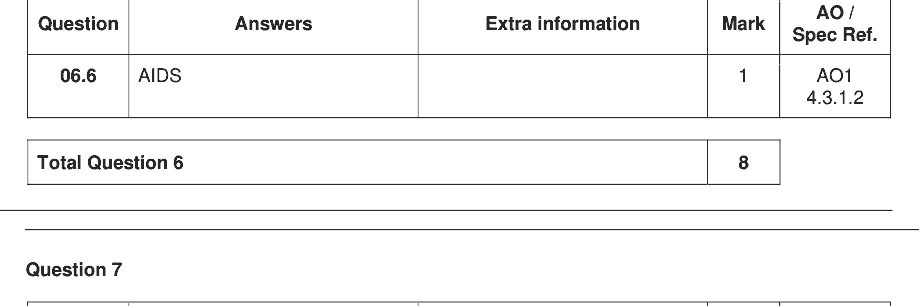 Question Answers Extra information Mark AO /
Spec Ref.
06.6 AIDS 1 AO1
4.3.1.2
Total Question 6 8
Question 7